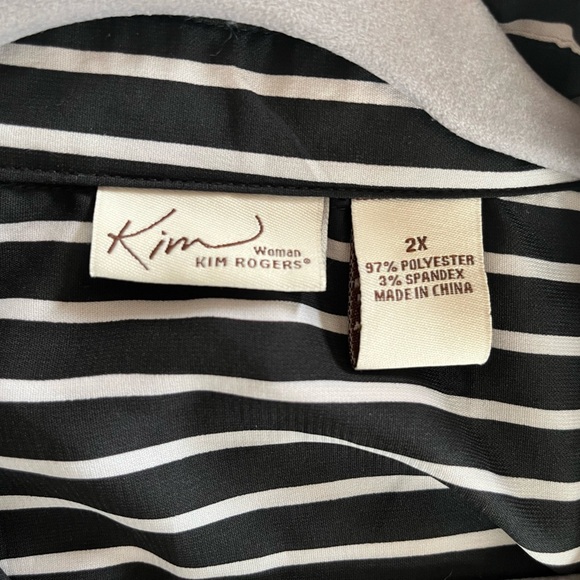 Kim
Woman
KIM ROGERS®
2X
97% POLYESTER
3% SPANDEX
MADE IN CHINA